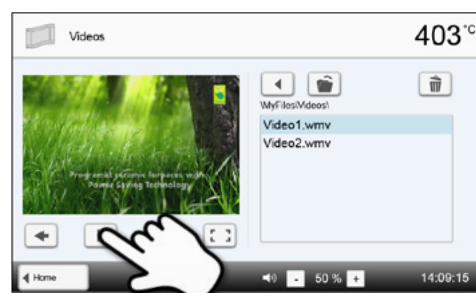 Videos
403 °C
Programat ceramic furnaces with
Power Saving Technology
\MyFiles\Videos\
Video1.wmv
Video2.wmv
Home
- 50 % +
14:09:15